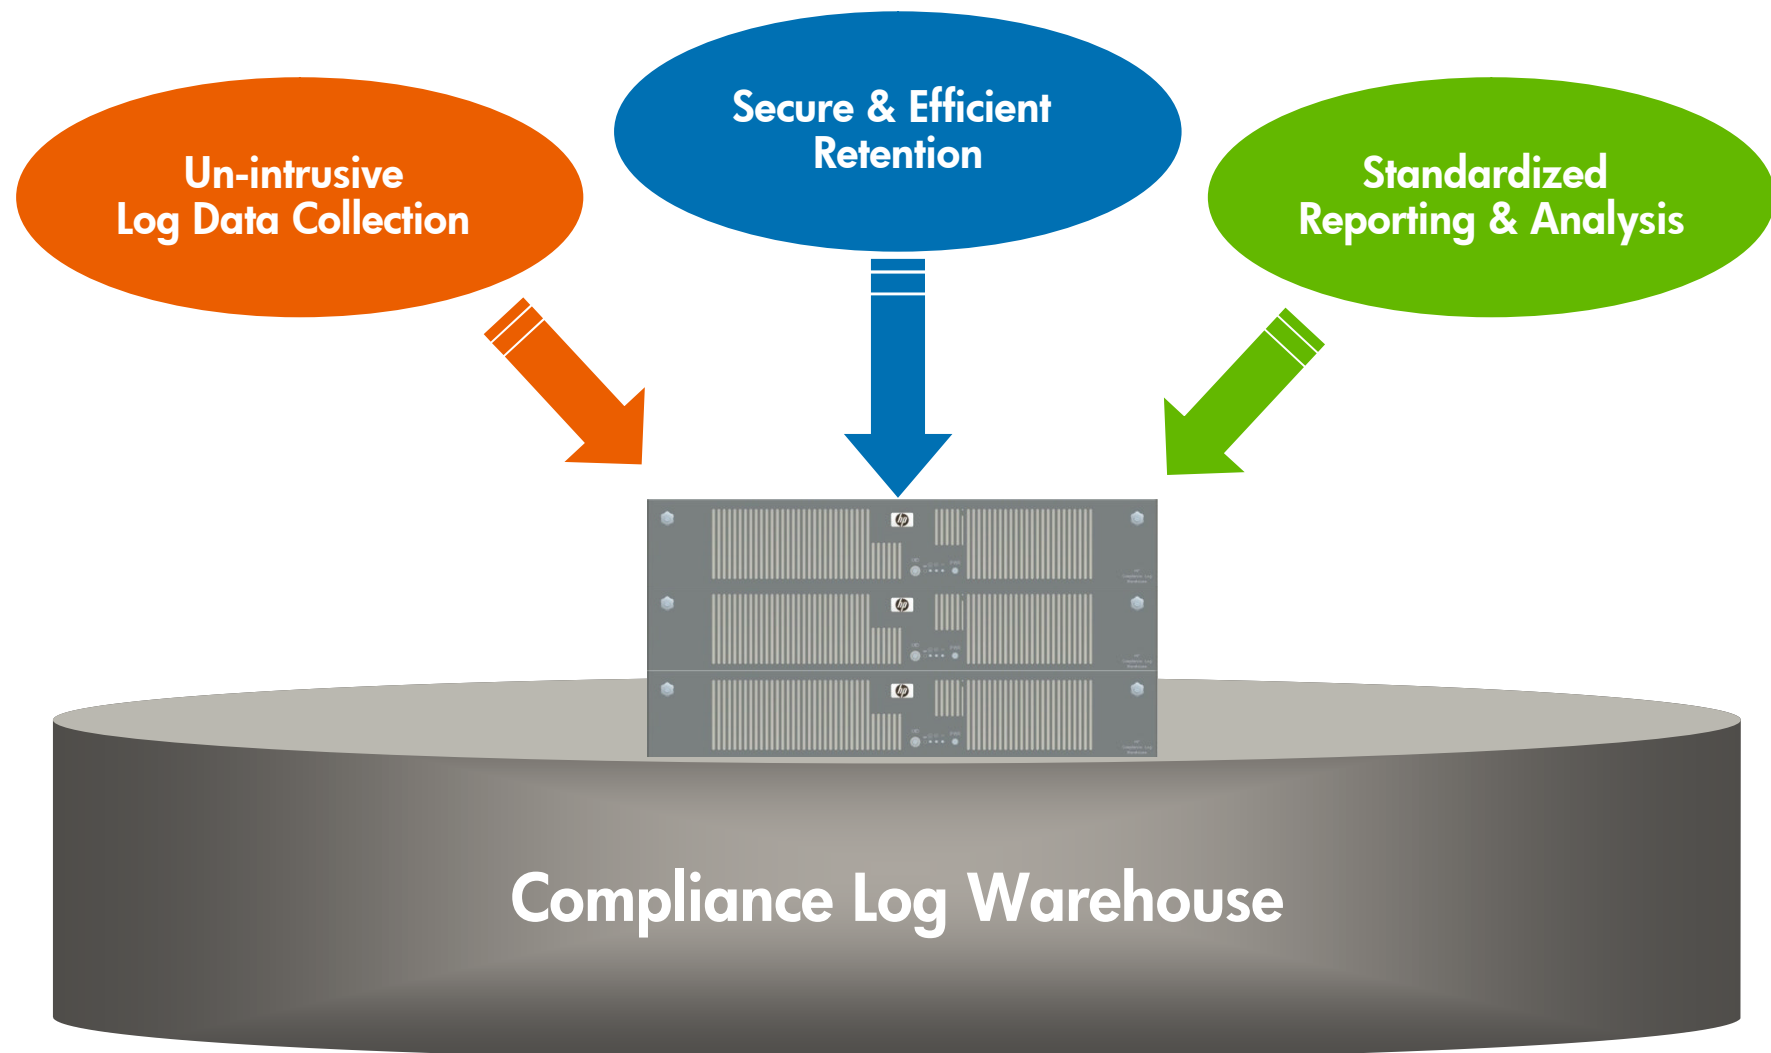 Un-intrusive
Log Data Collection
Secure & Efficient
Retention
Standardized
Reporting & Analysis
hp
hp
hp
Compliance Log Warehouse